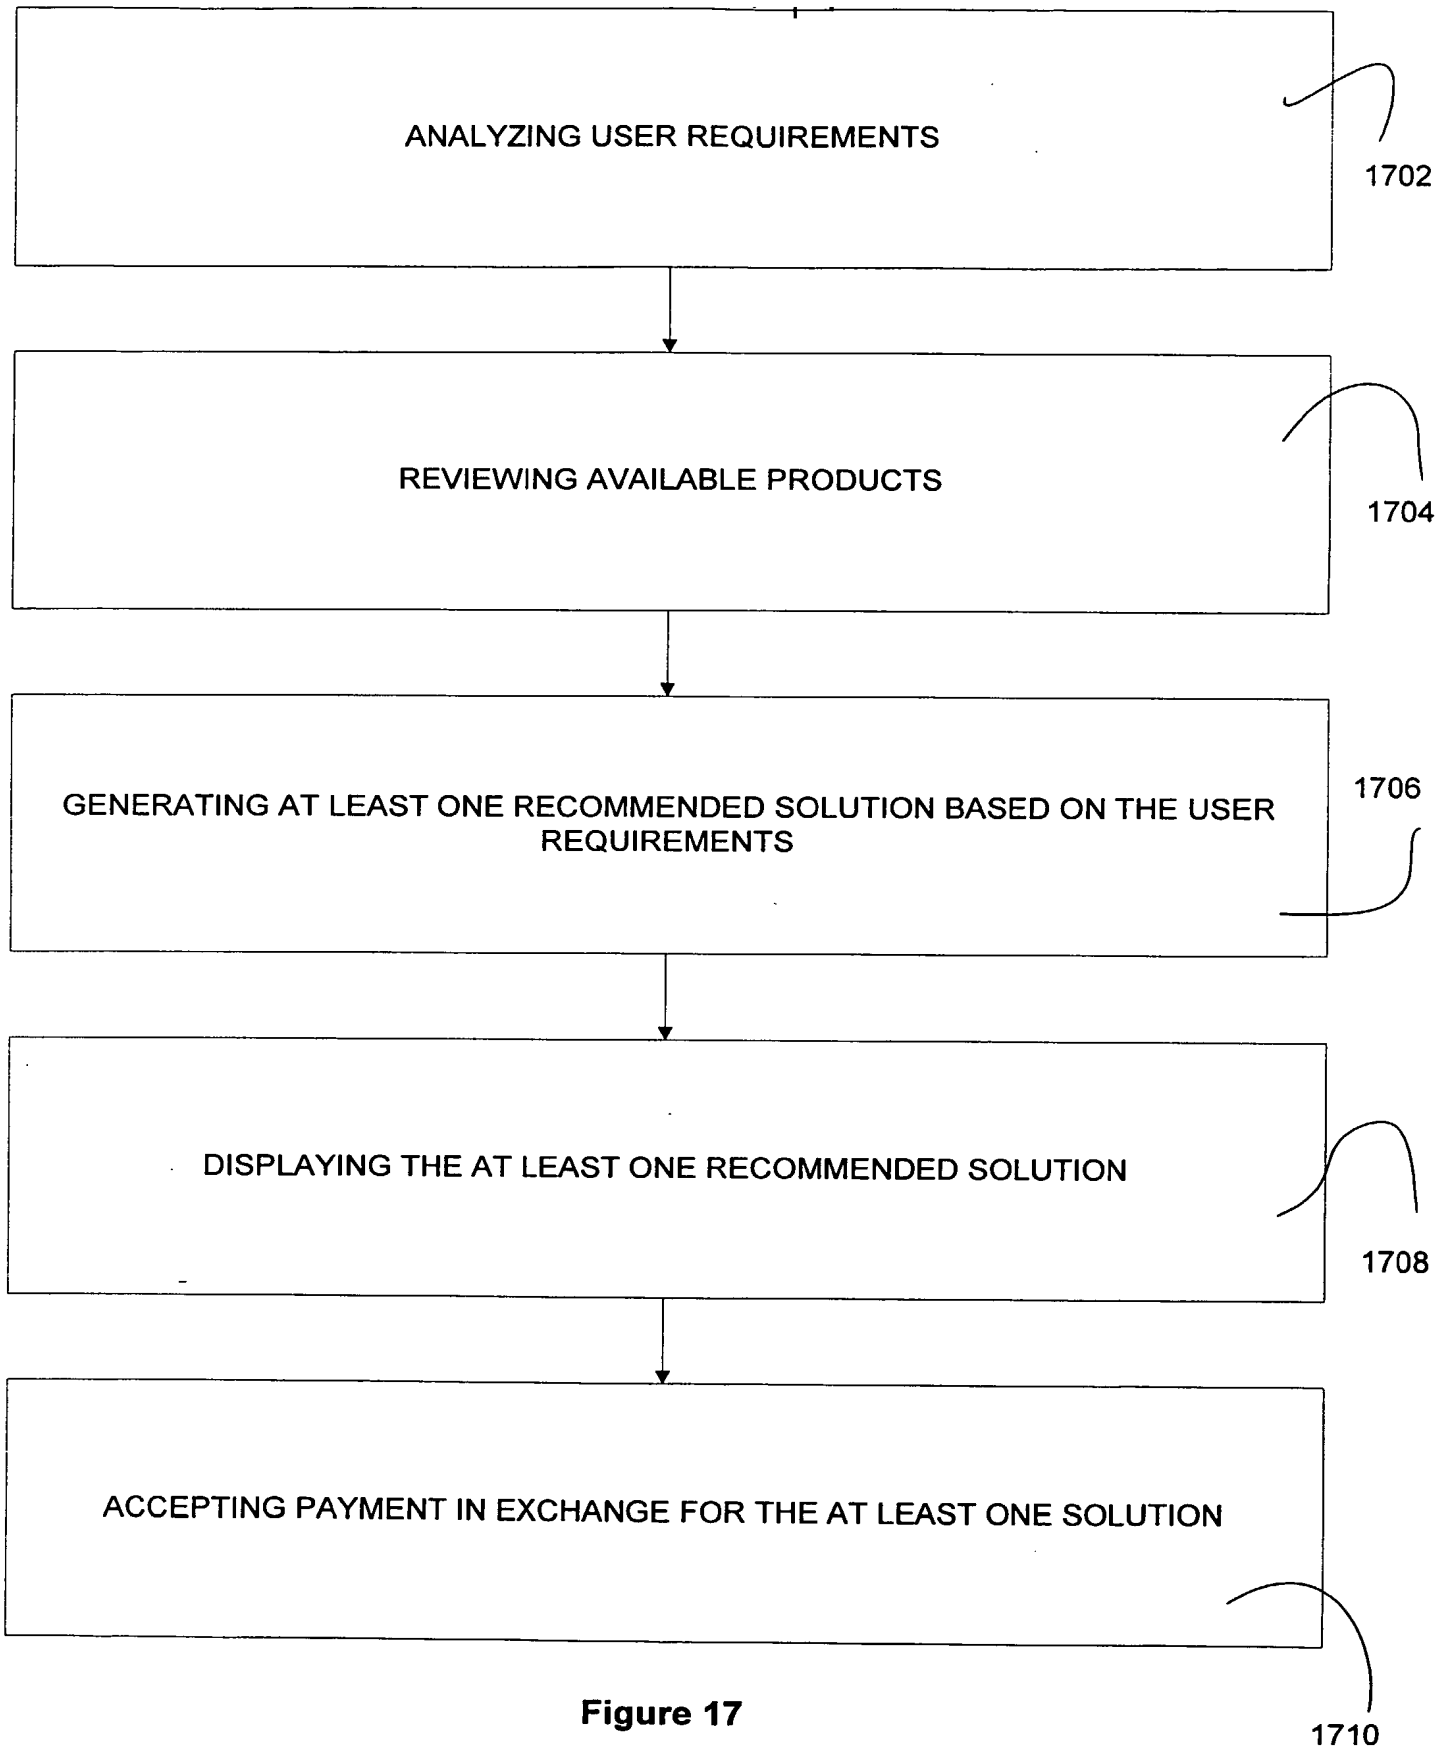 ANALYZING USER REQUIREMENTS
1702
REVIEWING AVAILABLE PRODUCTS
1704
GENERATING AT LEAST ONE RECOMMENDED SOLUTION BASED ON THE USER
REQUIREMENTS
1706
DISPLAYING THE AT LEAST ONE RECOMMENDED SOLUTION
1708
ACCEPTING PAYMENT IN EXCHANGE FOR THE AT LEAST ONE SOLUTION
1710
Figure 17